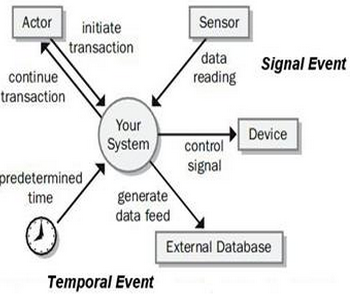 Actor
initiate
transaction
Sensor
data
reading
Signal Event
continue
transaction
Your
System
control
signal
Device
predetermined
time
generate
data feed
External Database
Temporal Event